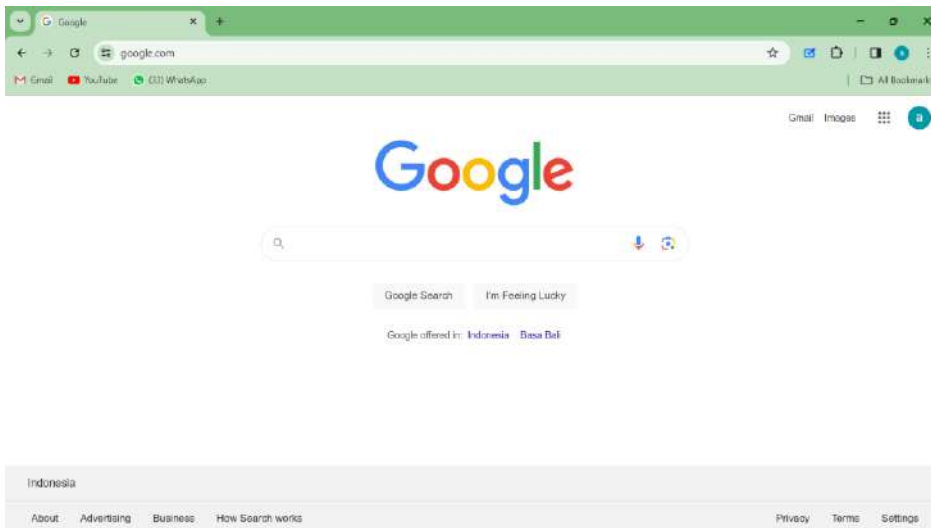 Google
google.com
Gmail YouTube (33) WhatsApp
All Bookmark
Gmail Images a
Google
Google Search I'm Feeling Lucky
Google offered in: Indonesia Basa Bali
Indonesia
About Advertising Business How Search works Privacy Terms Settings